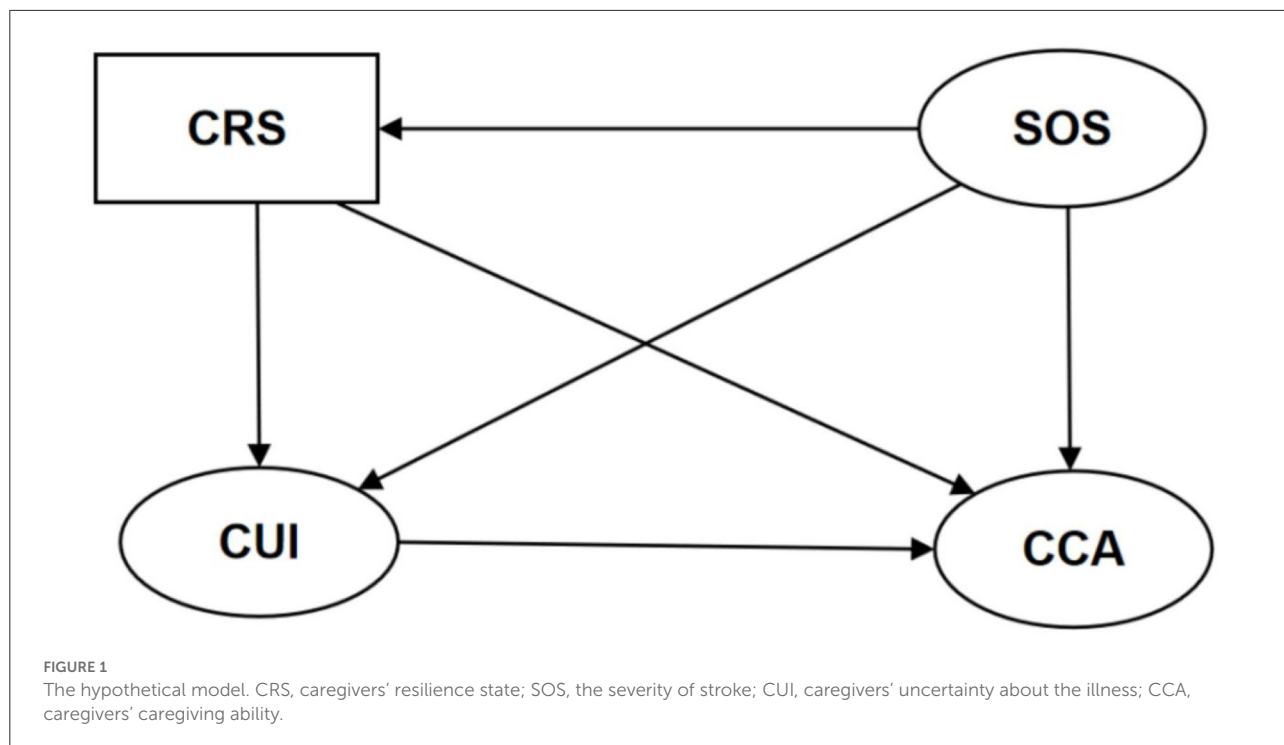 CRS
SOS
CUI
CCA
FIGURE 1
The hypothetical model. CRS, caregivers’ resilience state; SOS, the severity of stroke; CUI, caregivers’ uncertainty about the illness; CCA,
caregivers’ caregiving ability.